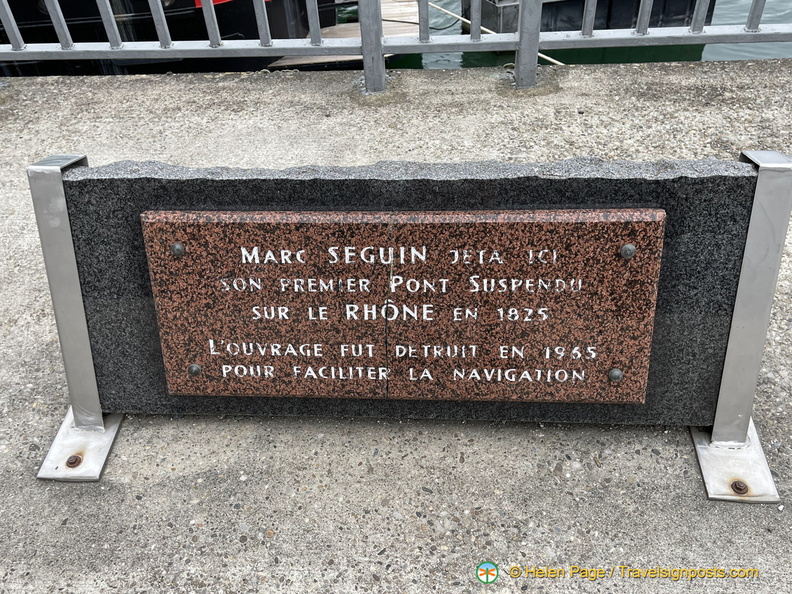 MARC SEGUIN JETA ICI
SON PREMIER PONT SUSPENDU
SUR LE RHÔNE EN 1825
L'OUVRAGE FUT DETRUIT EN 1965
POUR FACILITER LA NAVIGATION
© Helen Page / Travelsignposts.com